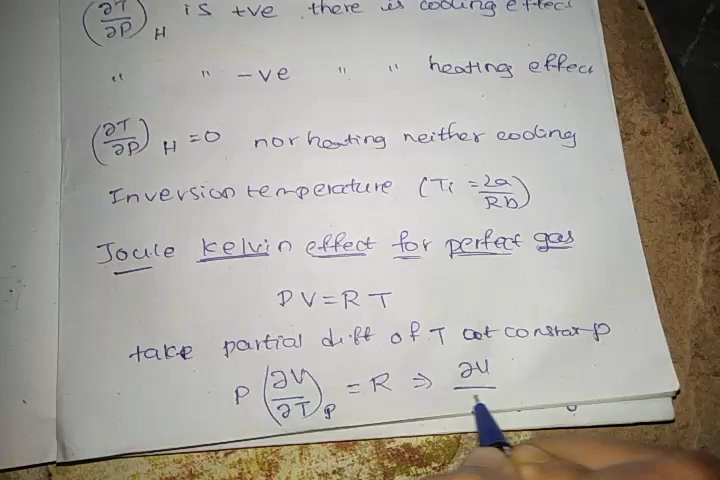 (∂T/∂P)H is +ve there is cooling effect
" " -ve " " heating effect
(∂T/∂P)H =0 nor heating neither cooling
Inversion temperature (Ti = 2a/Rb)
Joule kelvin effect for perfect gas
PV=RT
take partial diff of T at constant P
P(∂V/∂T)P = R ⇒ ∂V